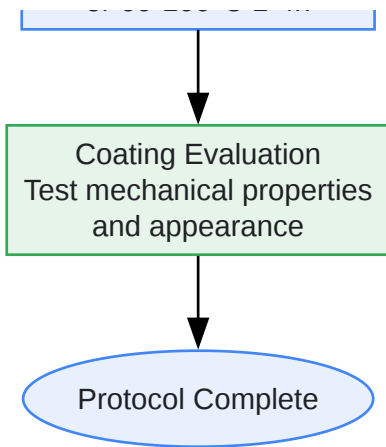 Coating Evaluation
Test mechanical properties
and appearance
Protocol Complete